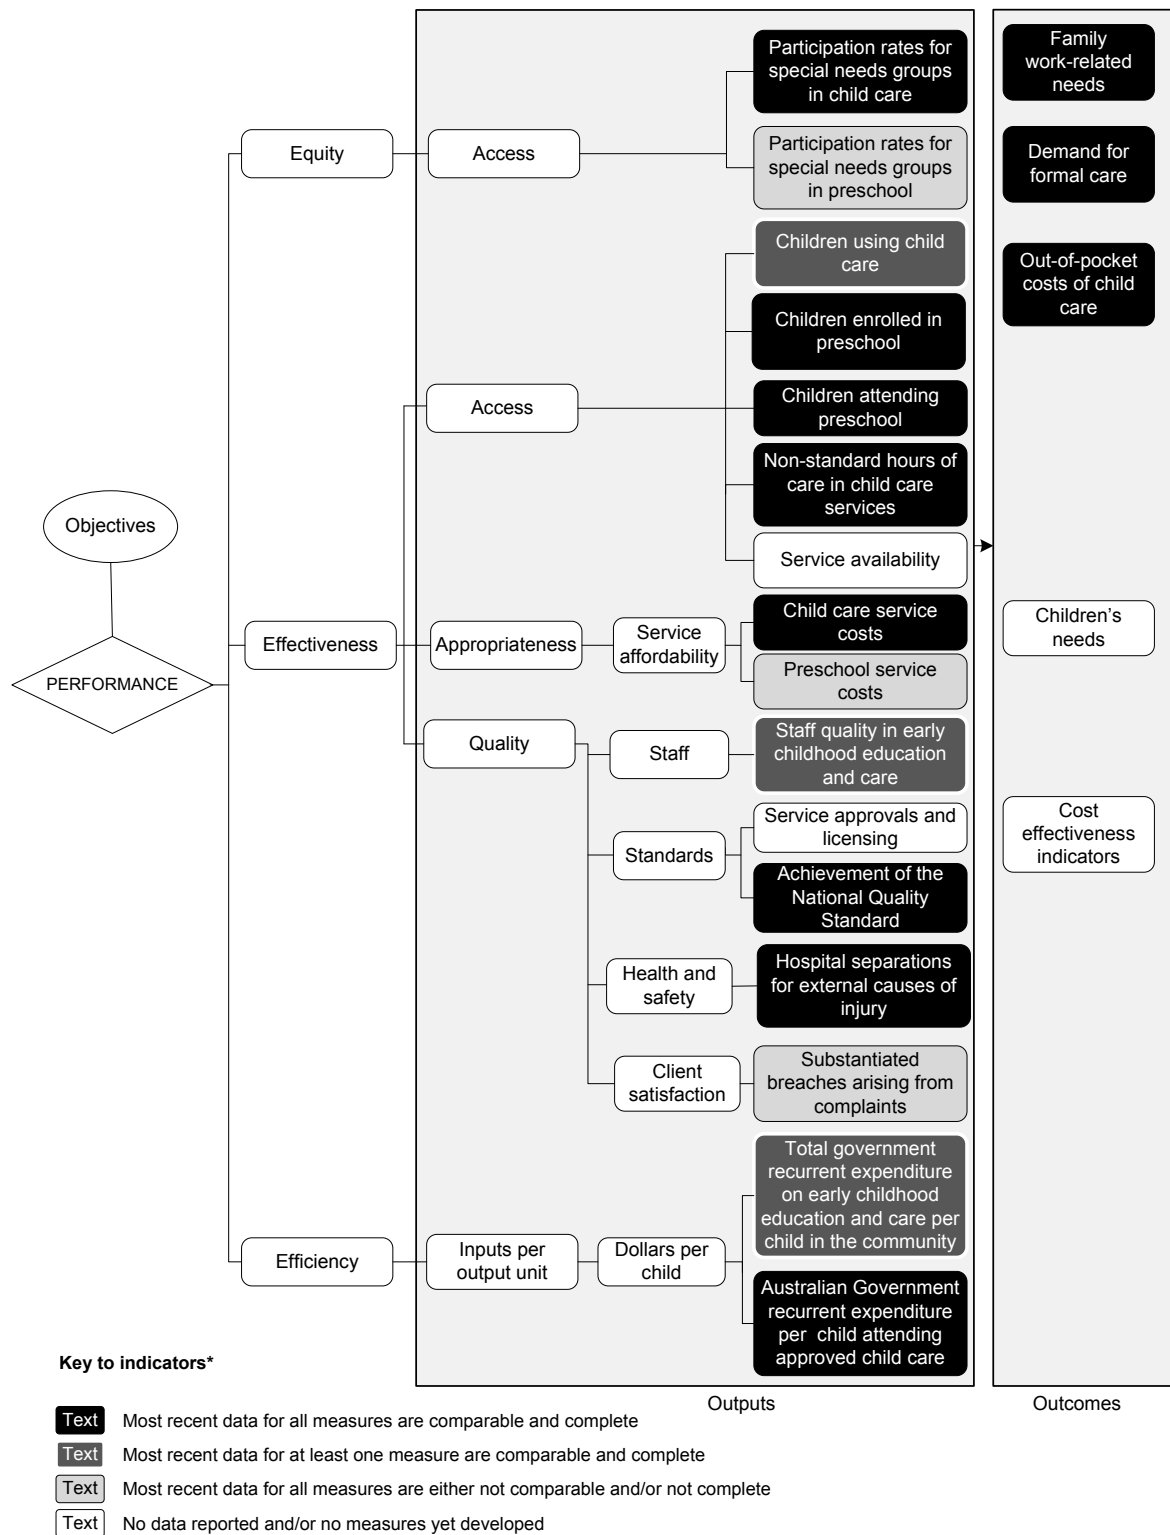 Participation rates for
special needs groups
in child care
Family
work-related
needs
Equity
Access
Participation rates for
special needs groups
in preschool
Demand for
formal care
Children using child
care
Out-of-pocket
costs of child
care
Children enrolled in
preschool
Access
Children attending
preschool
Non-standard hours of
care in child care
services
Objectives
Service availability
Child care service
costs
Children's
needs
Effectiveness
Appropriateness
Service
affordability
Preschool service
costs
PERFORMANCE
Quality
Staff
Staff quality in early
childhood education
and care
Service approvals and
licensing
Cost
effectiveness
indicators
Standards
Achievement of the
National Quality
Standard
Health and
safety
Hospital separations
for external causes of
injury
Client
satisfaction
Substantiated
breaches arising from
complaints
Total government
recurrent expenditure
on early childhood
education and care per
child in the community
Efficiency
Inputs per
output unit
Dollars per
child
Australian Government
recurrent expenditure
per child attending
approved child care
Key to indicators*
Outputs
Outcomes
Text Most recent data for all measures are comparable and complete
Text Most recent data for at least one measure are comparable and complete
Text Most recent data for all measures are either not comparable and/or not complete
Text No data reported and/or no measures yet developed